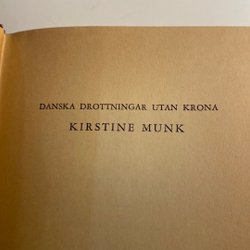 DANSKA DROTTNINGAR UTAN KRONA
KIRSTINE MUNK